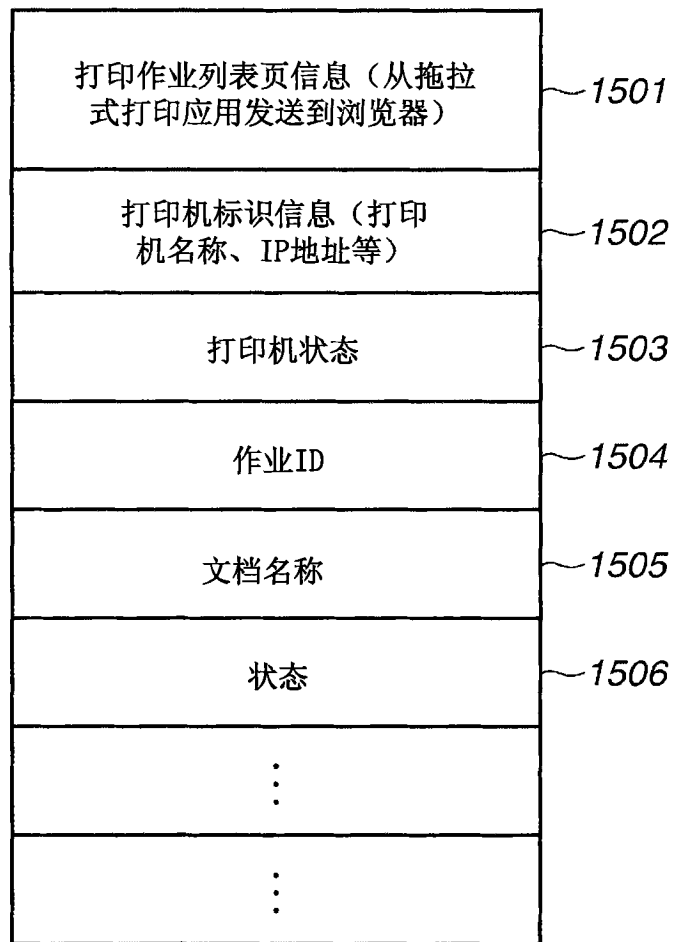 打印作业列表页信息（从拖拉
式打印应用发送到浏览器）
1501
打印机标识信息（打印
机名称、IP地址等）
1502
打印机状态
1503
作业ID
1504
文档名称
1505
状态
1506